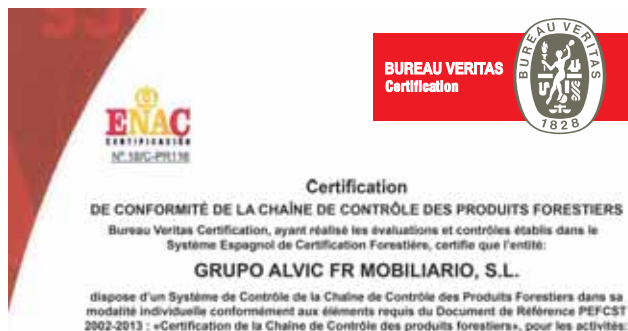 BUREAU VERITAS
Certification
BUREAU VERITAS
1828
ENAC
CERTIFICACIÓN
Nº 18/C-PR116
Certification
DE CONFORMITÉ DE LA CHAÎNE DE CONTRÔLE DES PRODUITS FORESTIERS
Bureau Veritas Certification, ayant réalisé les évaluations et contrôles établis dans le
Système Espagnol de Certification Forestière, certifie que l'entité:
GRUPO ALVIC FR MOBILIARIO, S.L.
dispose d'un Système de Contrôle de la Chaîne de Contrôle des Produits Forestiers dans sa
modalité individuelle conformément aux éléments requis du Document de Référence PEFCST
2002-2013 : «Certification de la Chaîne de Contrôle des produits forestiers», pour les activités